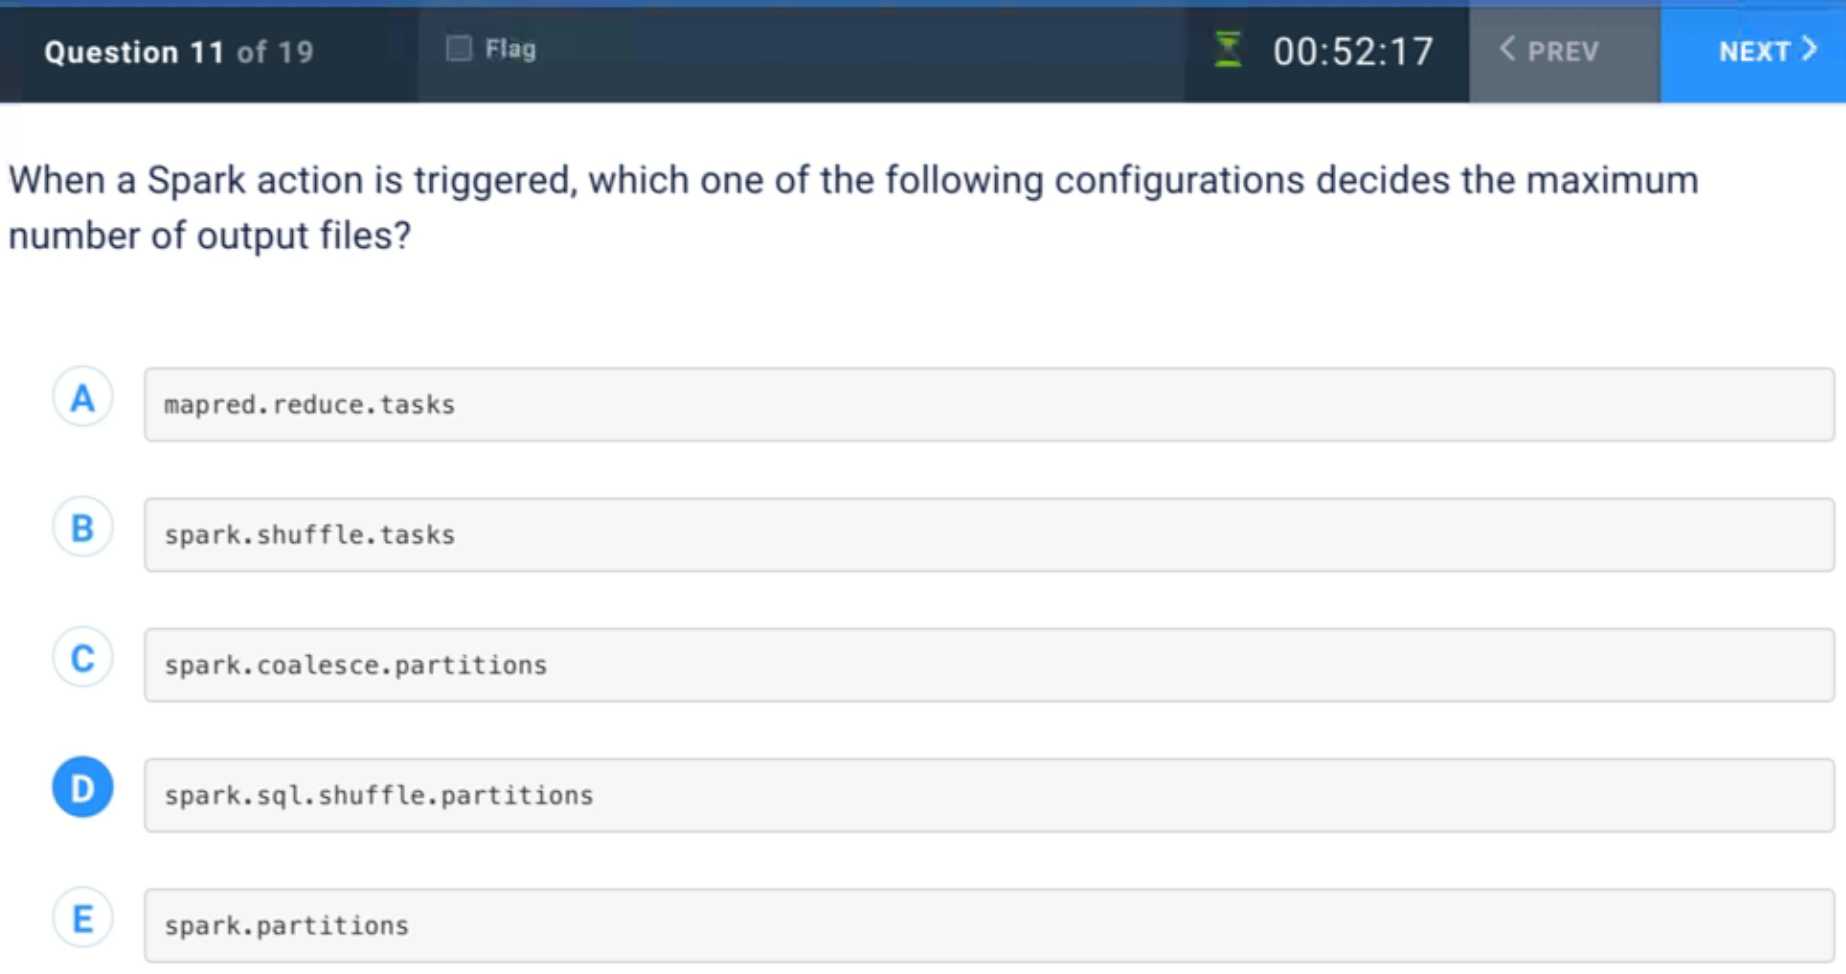 Question 11 of 19
Flag
00:52:17
PREV
NEXT
When a Spark action is triggered, which one of the following configurations decides the maximum
number of output files?
A
mapred.reduce.tasks
B
spark.shuffle.tasks
C
spark.coalesce.partitions
D
spark.sql.shuffle.partitions
E
spark.partitions